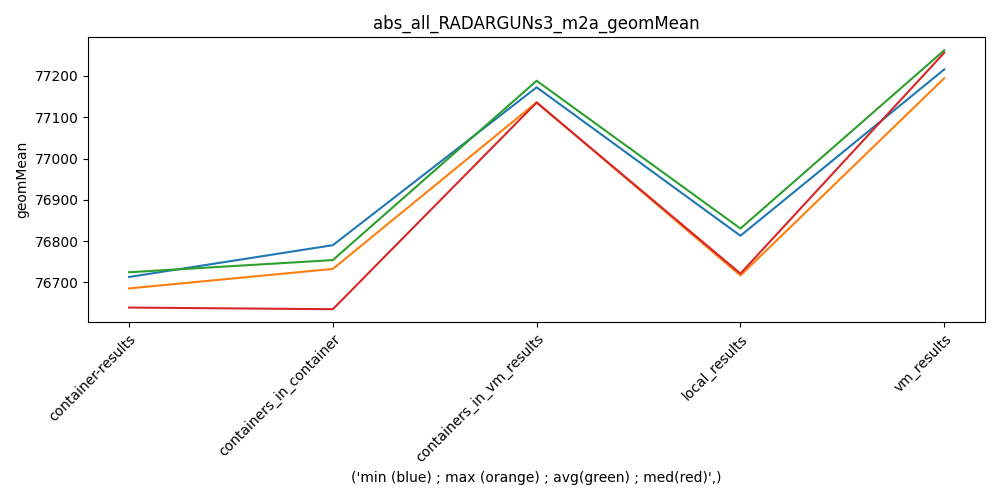 abs_all_RADARGUNs3_m2a_geomMean
geomMean
77200
77100
77000
76900
76800
76700
container-results
containers_in_container
containers_in_vm_results
local_results
vm_results
('min (blue) ; max (orange) ; avg(green) ; med(red)',)